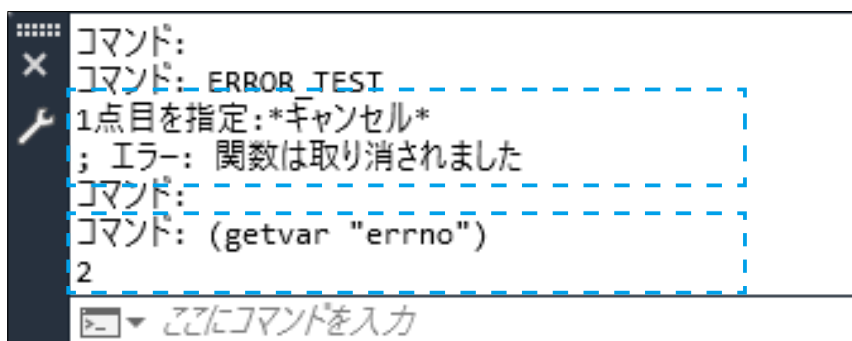 コマンド:
コマンド: ERROR_TEST
1点目を指定:*キャンセル*
; エラー: 関数は取り消されました
コマンド:
コマンド: (getvar "errno")
2
ここにコマンドを入力